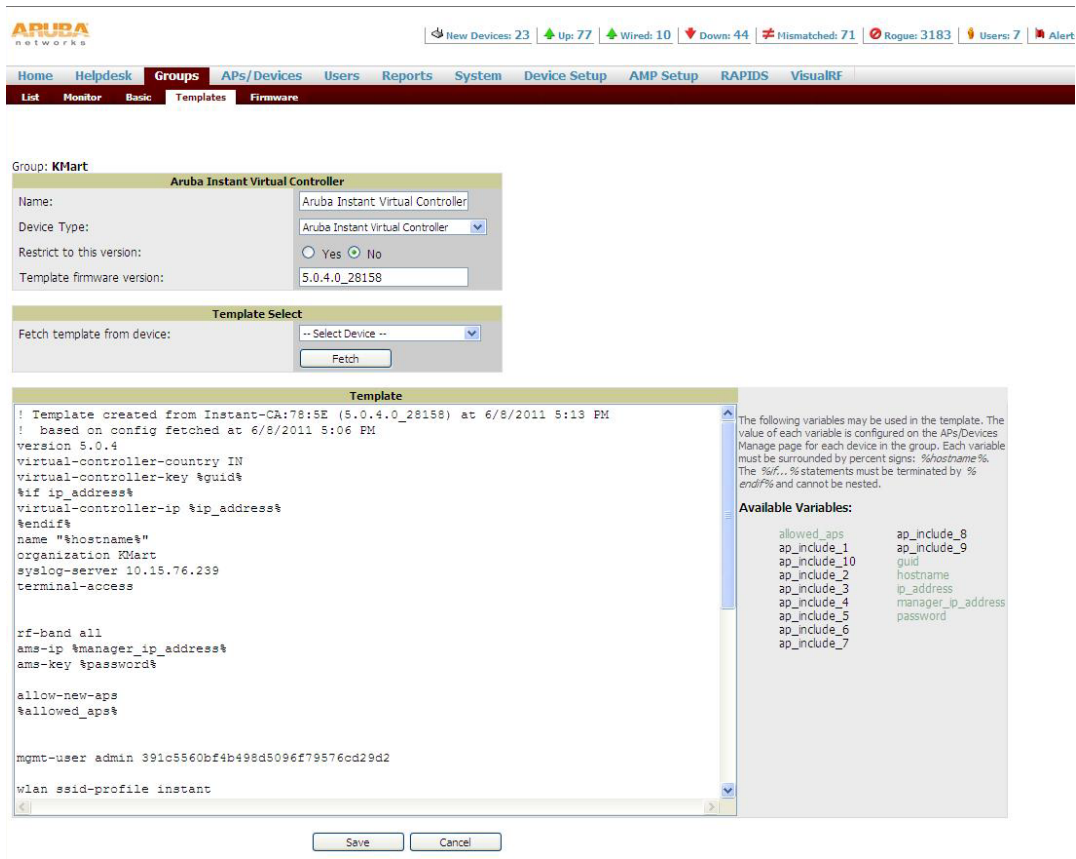 ARUBA
networks
New Devices: 23 Up: 77 Wired: 10 Down: 44 Mismatched: 71 Rogue: 3183 Users: 7 Alert
Home Helpdesk Groups APs/Devices Users Reports System Device Setup AMP Setup RAPIDS VisualRF
List Monitor Basic Templates Firmware
Group: KMart
Aruba Instant Virtual Controller
Name: Aruba Instant Virtual Controller
Device Type: Aruba Instant Virtual Controller
Restrict to this version: Yes No
Template firmware version: 5.0.4.0_28158
Template Select
Fetch template from device: -- Select Device --
Fetch
Template
! Template created from Instant-CA:78:5E (5.0.4.0_28158) at 6/8/2011 5:13 PM
! based on config fetched at 6/8/2011 5:06 PM
version 5.0.4
virtual-controller-country IN
virtual-controller-key %guid%
%if ip_address%
virtual-controller-ip %ip_address%
%endif%
name "%hostname%"
organization KMart
syslog-server 10.15.76.239
terminal-access
rf-band all
ams-ip %manager_ip_address%
ams-key %password%
allow-new-aps
%allowed_aps%
mgmt-user admin 391c5560bf4b498d5096f79576cd29d2
wlan ssid-profile instant
The following variables may be used in the template. The
value of each variable is configured on the APs/Devices
Manage page for each device in the group. Each variable
must be surrounded by percent signs: %hostname%.
The %if...% statements must be terminated by %
endif% and cannot be nested.
Available Variables:
allowed_aps
ap_include_1
ap_include_10
ap_include_2
ap_include_3
ap_include_4
ap_include_5
ap_include_6
ap_include_7
ap_include_8
ap_include_9
guid
hostname
ip_address
manager_ip_address
password
Save Cancel